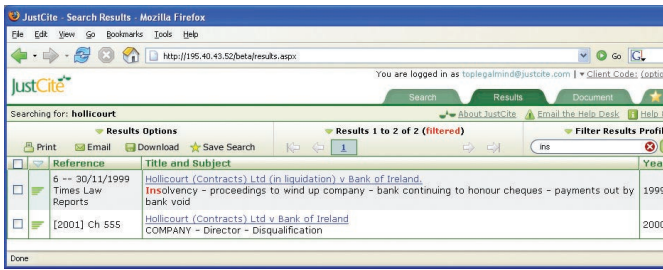 JustCite - Search Results - Mozilla Firefox
File Edit View Go Bookmarks Tools Help
http://195.40.43.52/beta/results.aspx Go G
You are logged in as toplegalmind@justcite.com | Client Code: (optio
JustCite
Search Results Document
Searching for: hollicourt About JustCite Email the Help Desk Help
Results Options Results 1 to 2 of 2 (filtered) Filter Results Profil
Print Email Download Save Search 1 ins
Reference Title and Subject Yea
6 -- 30/11/1999 Hollicourt (Contracts) Ltd (in liquidation) v Bank of Ireland.
Times Law Insolvency - proceedings to wind up company - bank continuing to honour cheques - payments out by 1999
Reports bank void
[2001] Ch 555 Hollicourt (Contracts) Ltd v Bank of Ireland 2000
COMPANY - Director - Disqualification
Done